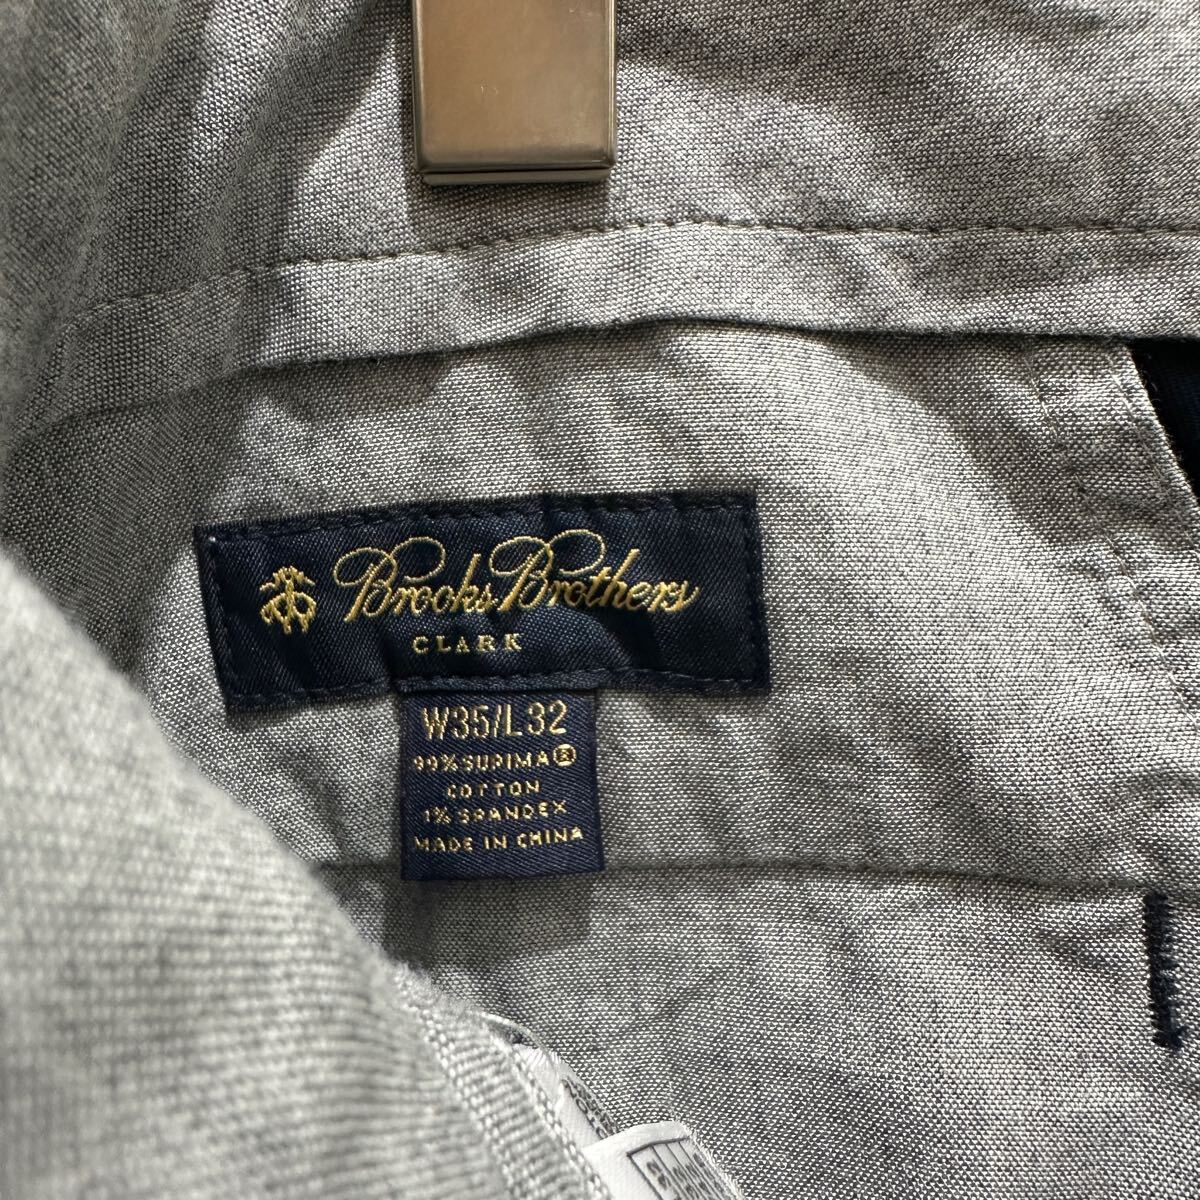 Brooks Brothers
CLARK
W35/L32
99% SUPIMA®
COTTON
1% SPANDEX
MADE IN CHINA